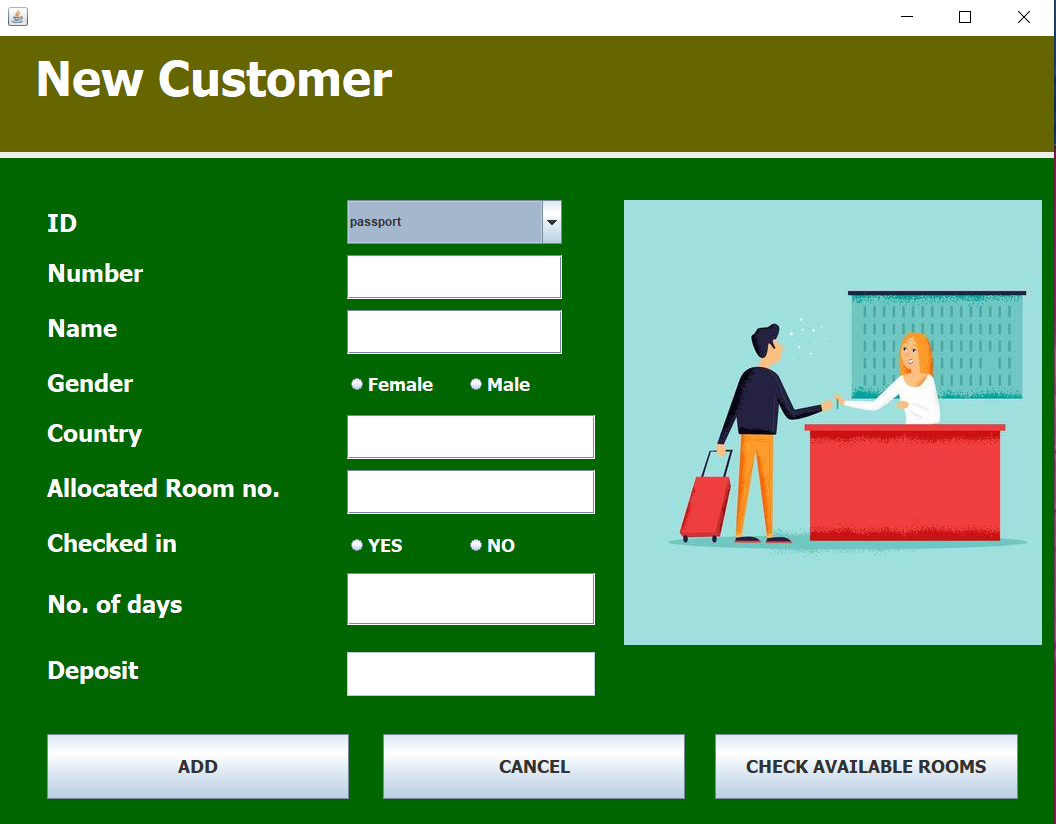 New Customer
ID
passport
Number
Name
Gender
Female Male
Country
Allocated Room no.
Checked in
YES NO
No. of days
Deposit
ADD CANCEL CHECK AVAILABLE ROOMS